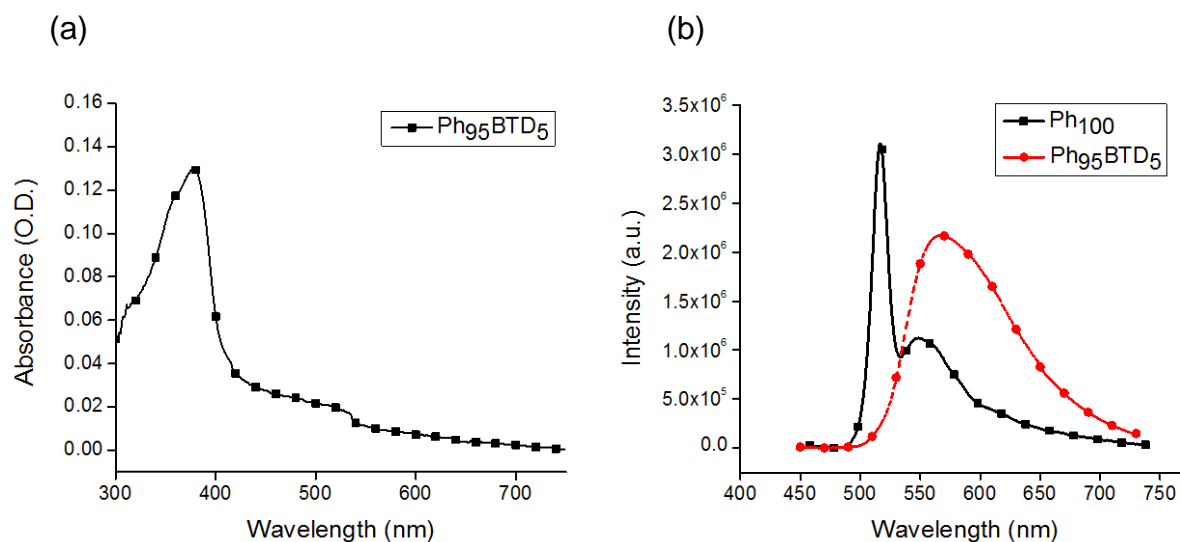 (a)
(b)
0.16
0.14
0.12
0.10
0.08
0.06
0.04
0.02
0.00
Absorbance (O.D.)
Ph95BTD5
300 400 500 600 700
Wavelength (nm)
3.5x10^6
3.0x10^6
2.5x10^6
2.0x10^6
1.5x10^6
1.0x10^6
5.0x10^5
0.0
Intensity (a.u.)
Ph100
Ph95BTD5
400 450 500 550 600 650 700 750
Wavelength (nm)